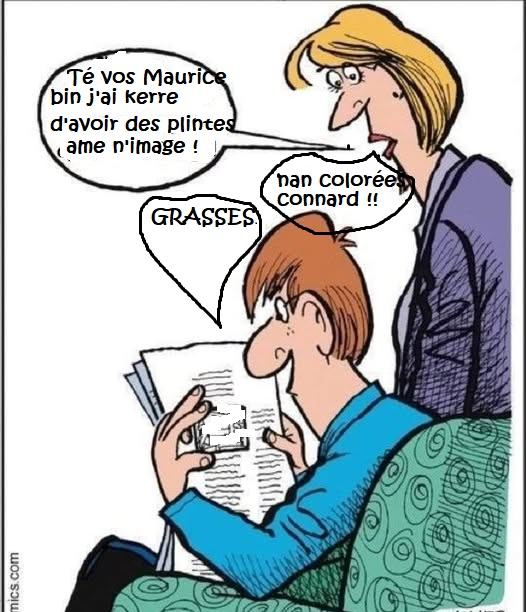 Té vos Maurice
bin j'ai kerre
d'avoir des plintes
ame n'image !
nan colorées
connard !!
GRASSES
mics.com